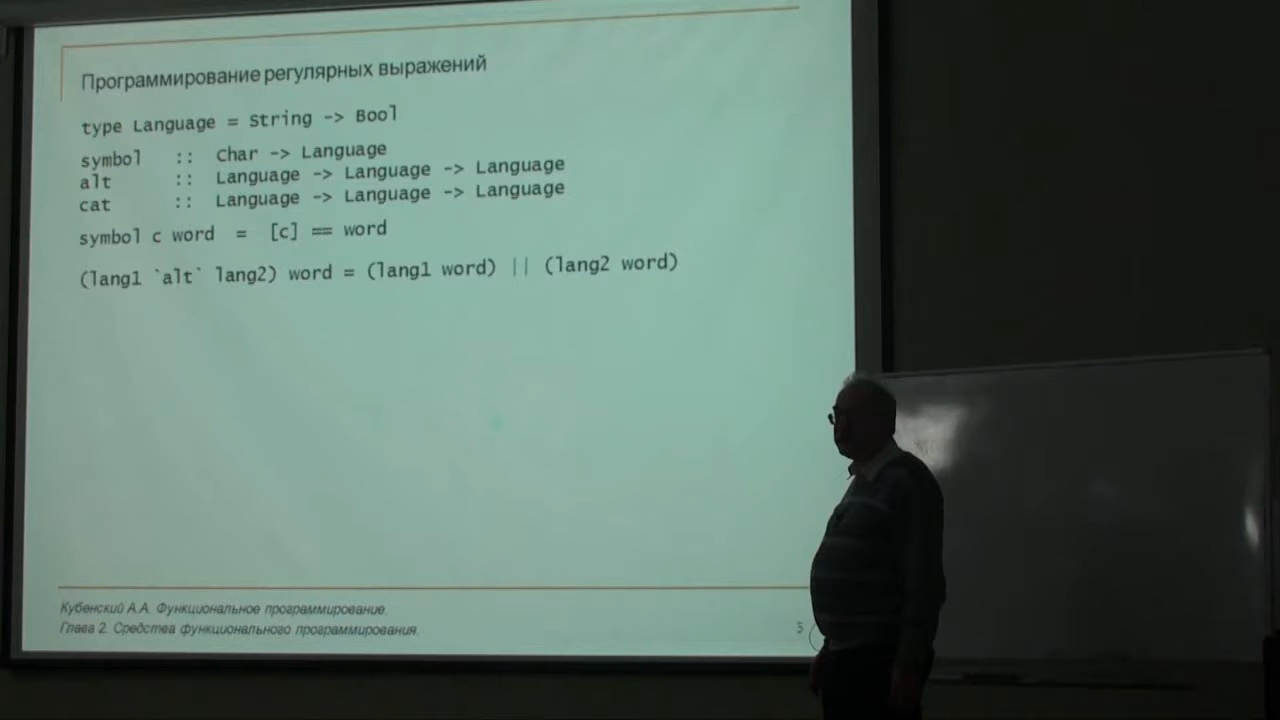 Программирование регулярных выражений
type Language = String -> Bool
symbol :: Char -> Language
alt :: Language -> Language -> Language
cat :: Language -> Language -> Language
symbol c word = [c] == word
(lang1 `alt` lang2) word = (lang1 word) || (lang2 word)
Кубенский А.А. Функциональное программирование.
Глава 2. Средства функционального программирования.
5